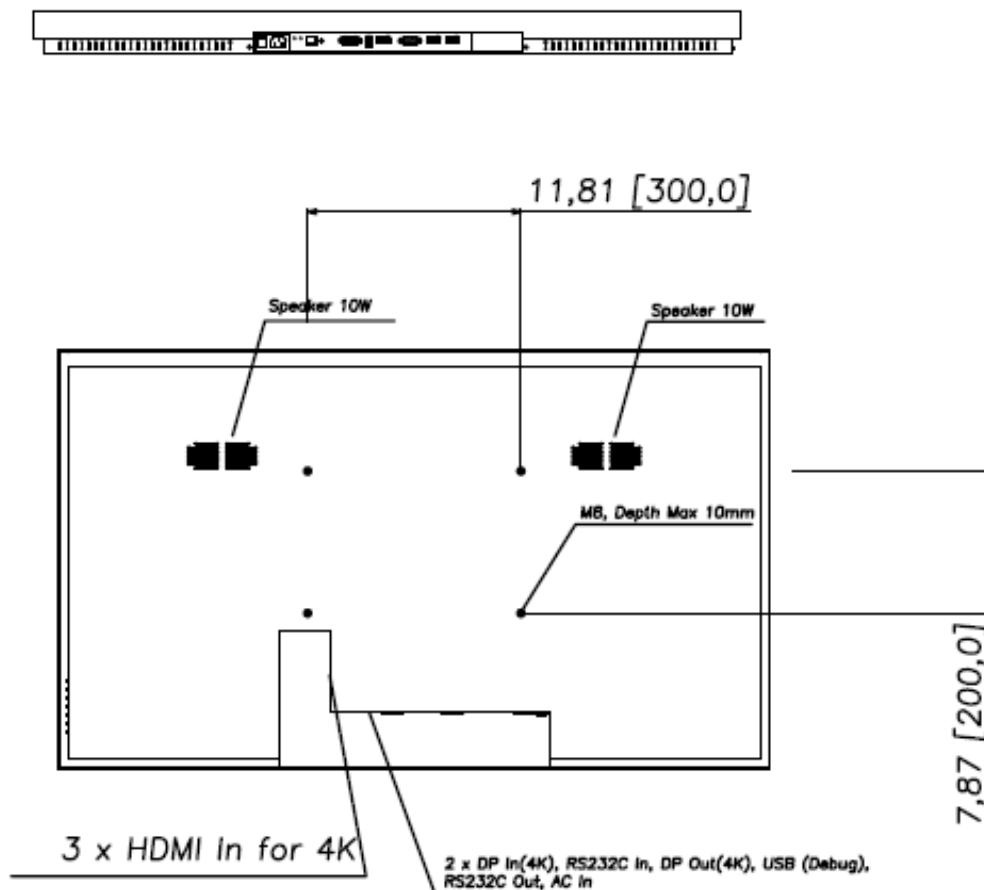 11,81 [300,0]
Speaker 10W
Speaker 10W
M6, Depth Max 10mm
7,87 [200,0]
3 x HDMI in for 4K
2 x DP In(4K), RS232C In, DP Out(4K), USB (Debug),
RS232C Out, AC In